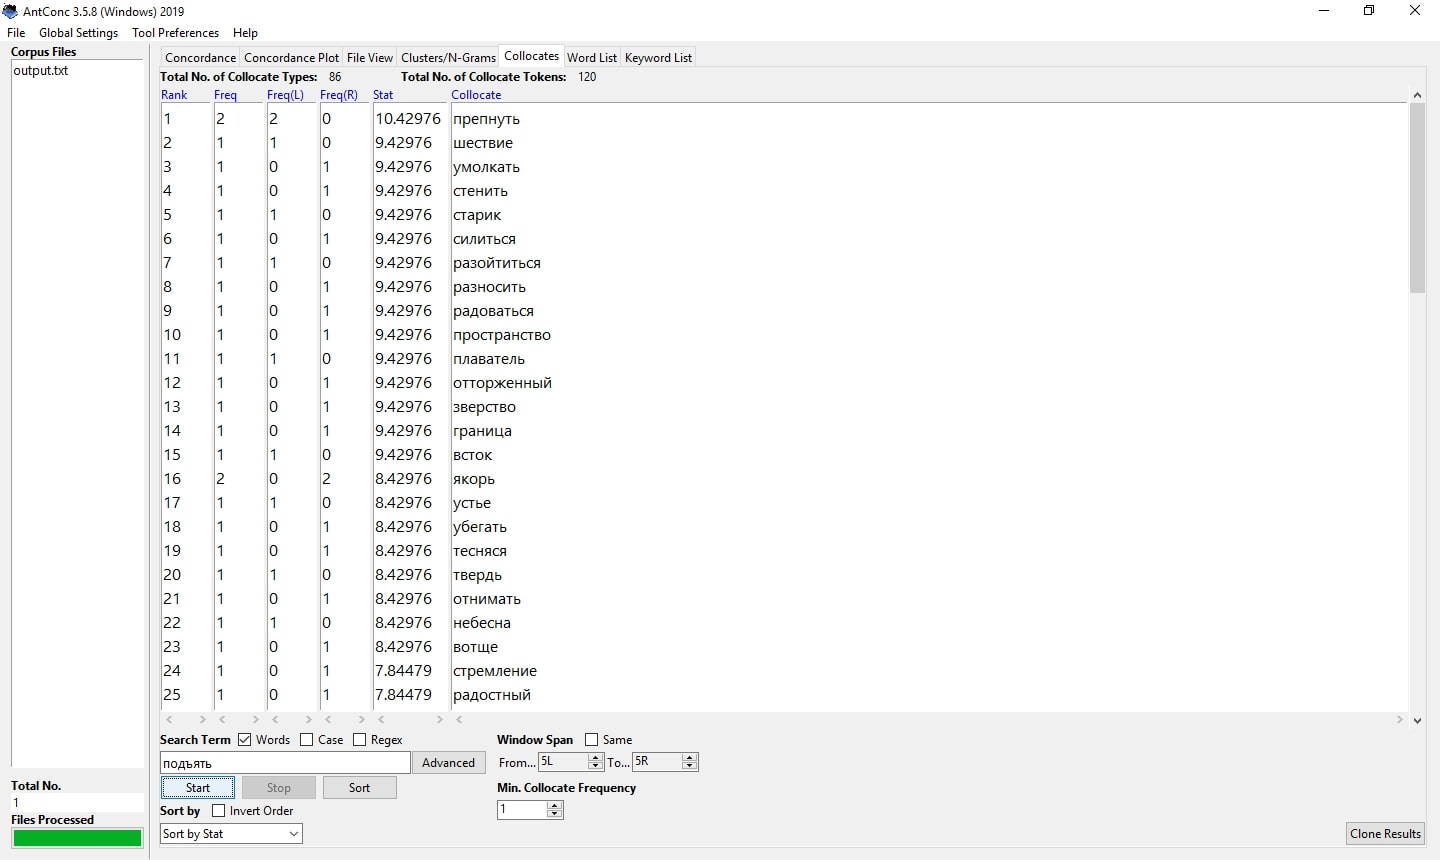 AntConc 3.5.8 (Windows) 2019
File Global Settings Tool Preferences Help
Corpus Files
output.txt
Concordance Concordance Plot File View Clusters/N-Grams Collocates Word List Keyword List
Total No. of Collocate Types: 86 Total No. of Collocate Tokens: 120
Rank Freq Freq(L) Freq(R) Stat Collocate
1 2 2 0 10.42976 препнуть
2 1 1 0 9.42976 шествие
3 1 0 1 9.42976 умолкать
4 1 0 1 9.42976 стенить
5 1 1 0 9.42976 старик
6 1 0 1 9.42976 силиться
7 1 1 0 9.42976 разойтиться
8 1 0 1 9.42976 разносить
9 1 0 1 9.42976 радоваться
10 1 0 1 9.42976 пространство
11 1 1 0 9.42976 плаватель
12 1 0 1 9.42976 отторженный
13 1 0 1 9.42976 зверство
14 1 0 1 9.42976 граница
15 1 1 0 9.42976 всток
16 2 0 2 8.42976 якорь
17 1 1 0 8.42976 устье
18 1 0 1 8.42976 убегать
19 1 0 1 8.42976 тесняся
20 1 1 0 8.42976 твердь
21 1 0 1 8.42976 отнимать
22 1 1 0 8.42976 небесна
23 1 0 1 8.42976 вотще
24 1 0 1 7.84479 стремление
25 1 0 1 7.84479 радостный
Search Term Words Case Regex Window Span Same
подъять Advanced From... 5L To... 5R
Start Stop Sort Min. Collocate Frequency
Sort by Invert Order 1
Sort by Stat
Clone Results
Total No.
1
Files Processed